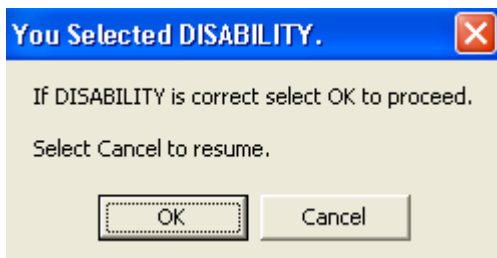 You Selected DISABILITY.
If DISABILITY is correct select OK to proceed.
Select Cancel to resume.
OK Cancel